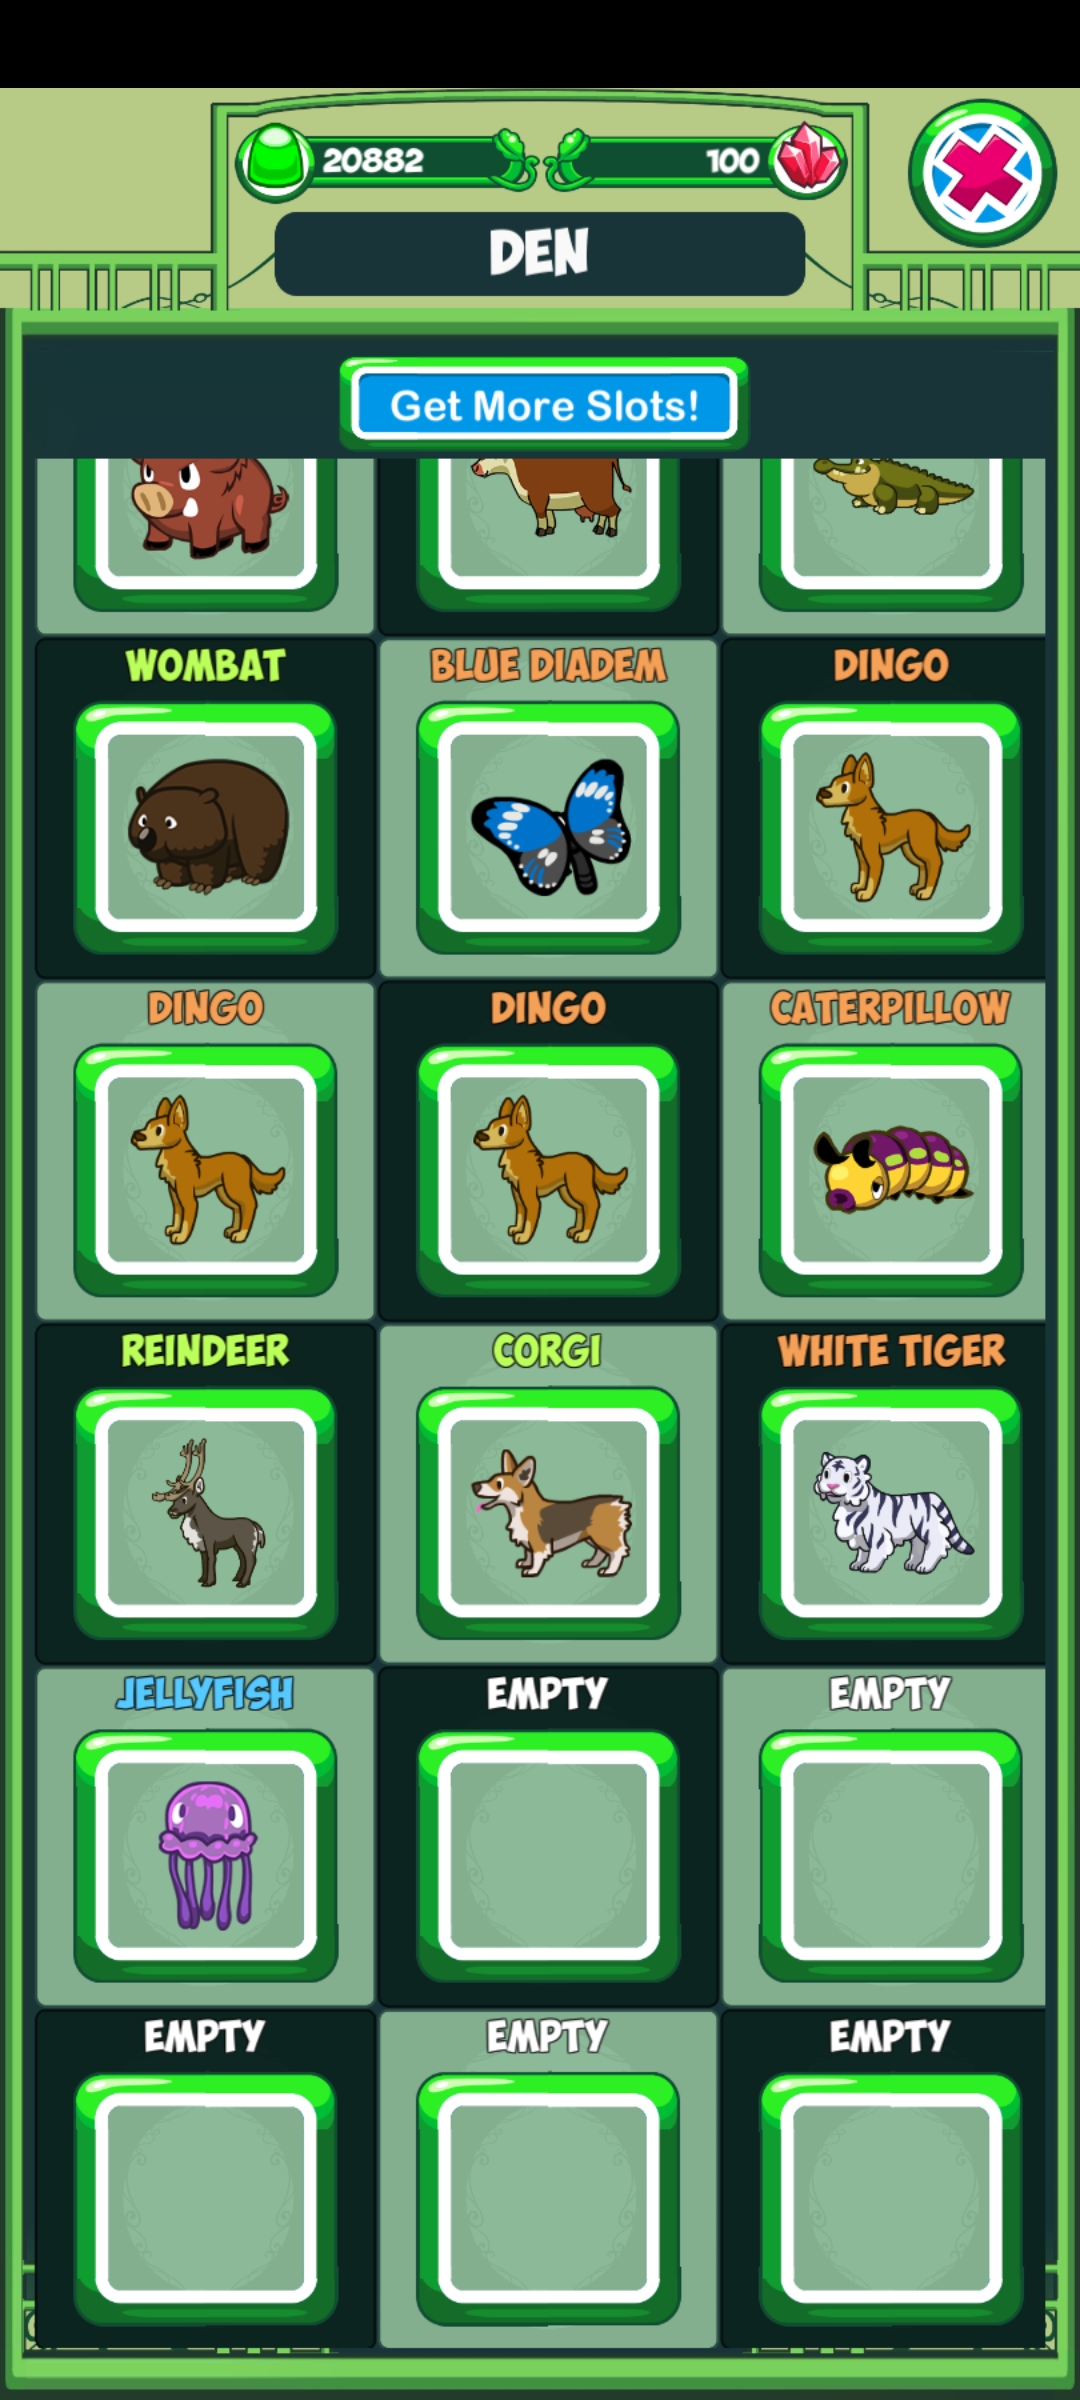 20882
100
DEN
Get More Slots!
WOMBAT
BLUE DIADEM
DINGO
DINGO
DINGO
CATERPILLOW
REINDEER
CORGI
WHITE TIGER
JELLYFISH
EMPTY
EMPTY
EMPTY
EMPTY
EMPTY